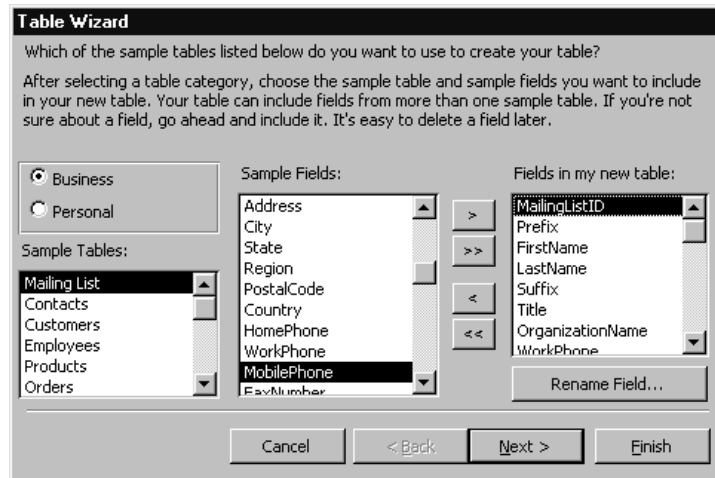 Table Wizard
Which of the sample tables listed below do you want to use to create your table?
After selecting a table category, choose the sample table and sample fields you want to include
in your new table. Your table can include fields from more than one sample table. If you're not
sure about a field, go ahead and include it. It's easy to delete a field later.
Business
Personal
Sample Tables:
Mailing List
Contacts
Customers
Employees
Products
Orders
Sample Fields:
Address
City
State
Region
PostalCode
Country
HomePhone
WorkPhone
MobilePhone
FaxNumber
>
>>
<
<<
Fields in my new table:
MailingListID
Prefix
FirstName
LastName
Suffix
Title
OrganizationName
WorkPhone
Rename Field...
Cancel
< Back
Next >
Finish